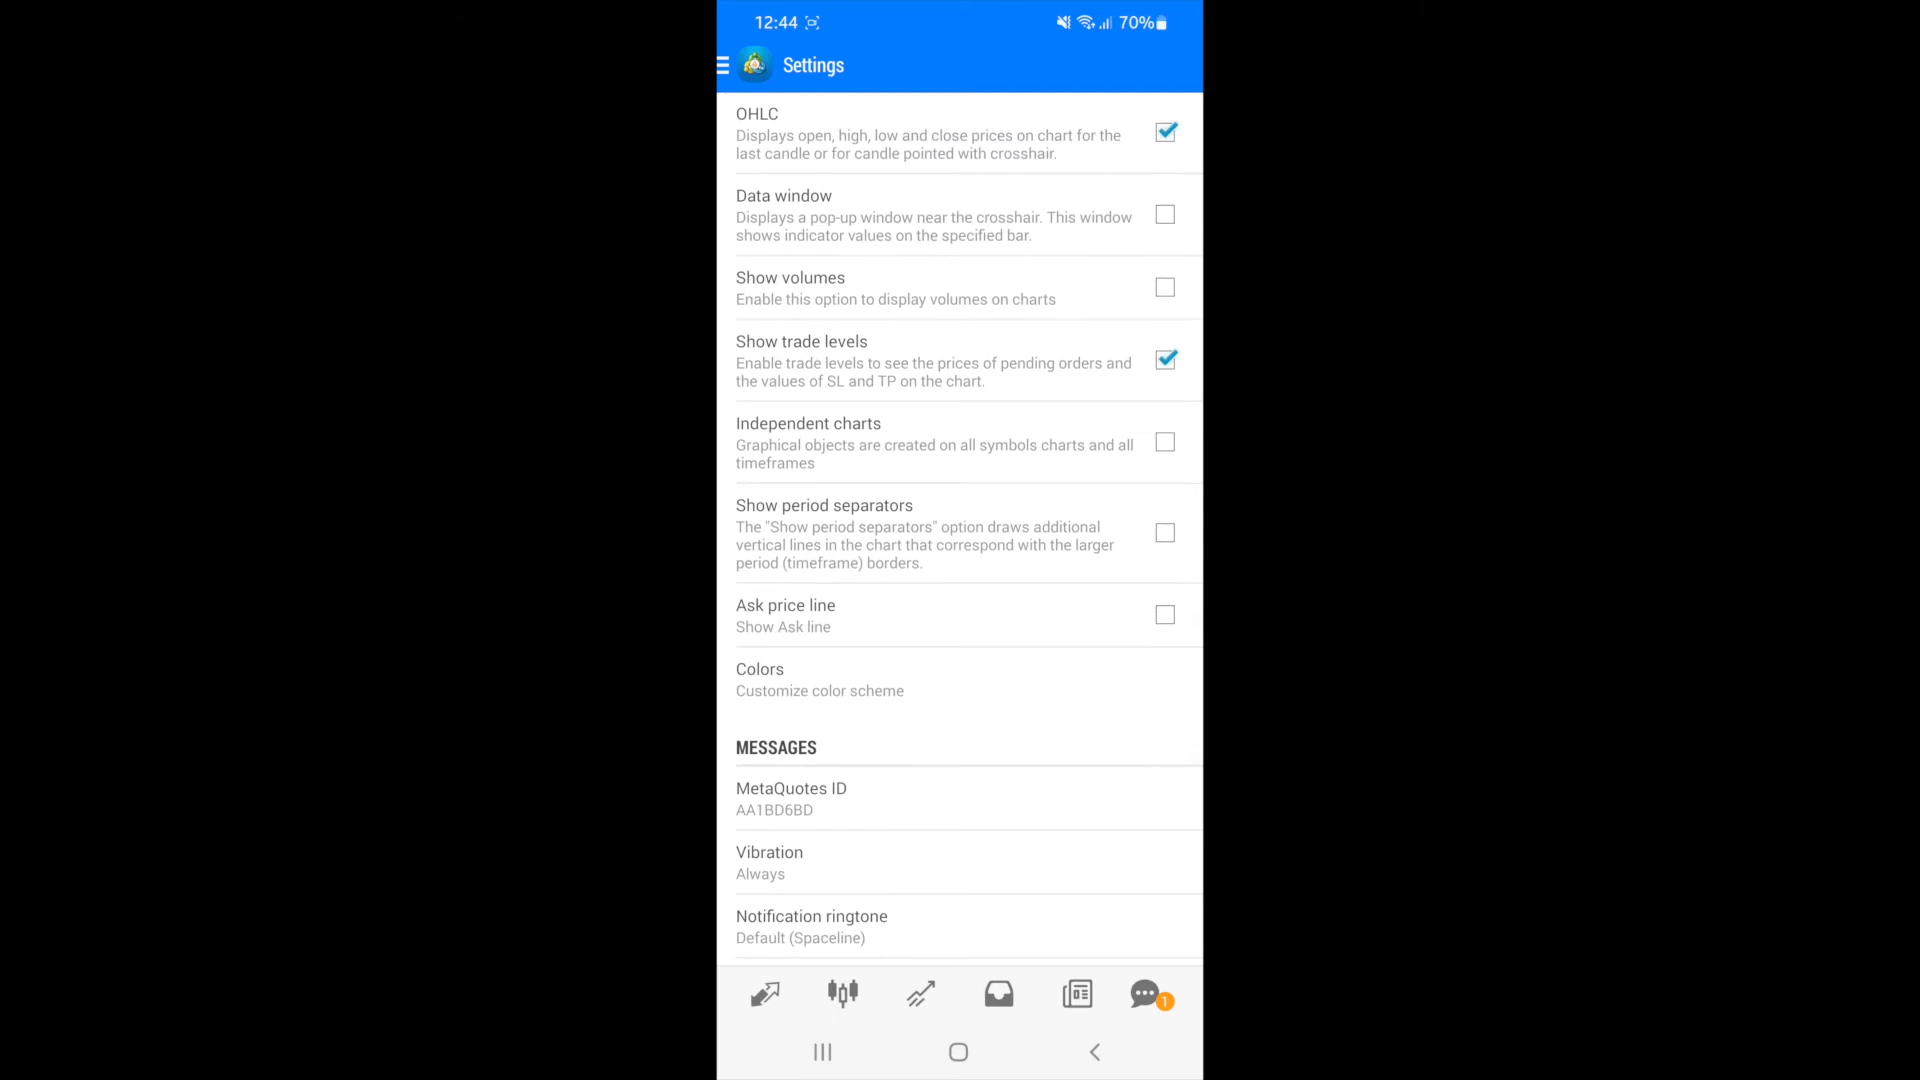 12:44
70%
Settings
OHLC
Displays open, high, low and close prices on chart for the
last candle or for candle pointed with crosshair.
Data window
Displays a pop-up window near the crosshair. This window
shows indicator values on the specified bar.
Show volumes
Enable this option to display volumes on charts
Show trade levels
Enable trade levels to see the prices of pending orders and
the values of SL and TP on the chart.
Independent charts
Graphical objects are created on all symbols charts and all
timeframes
Show period separators
The "Show period separators" option draws additional
vertical lines in the chart that correspond with the larger
period (timeframe) borders.
Ask price line
Show Ask line
Colors
Customize color scheme
MESSAGES
MetaQuotes ID
AA1BD6BD
Vibration
Always
Notification ringtone
Default (Spaceline)
1